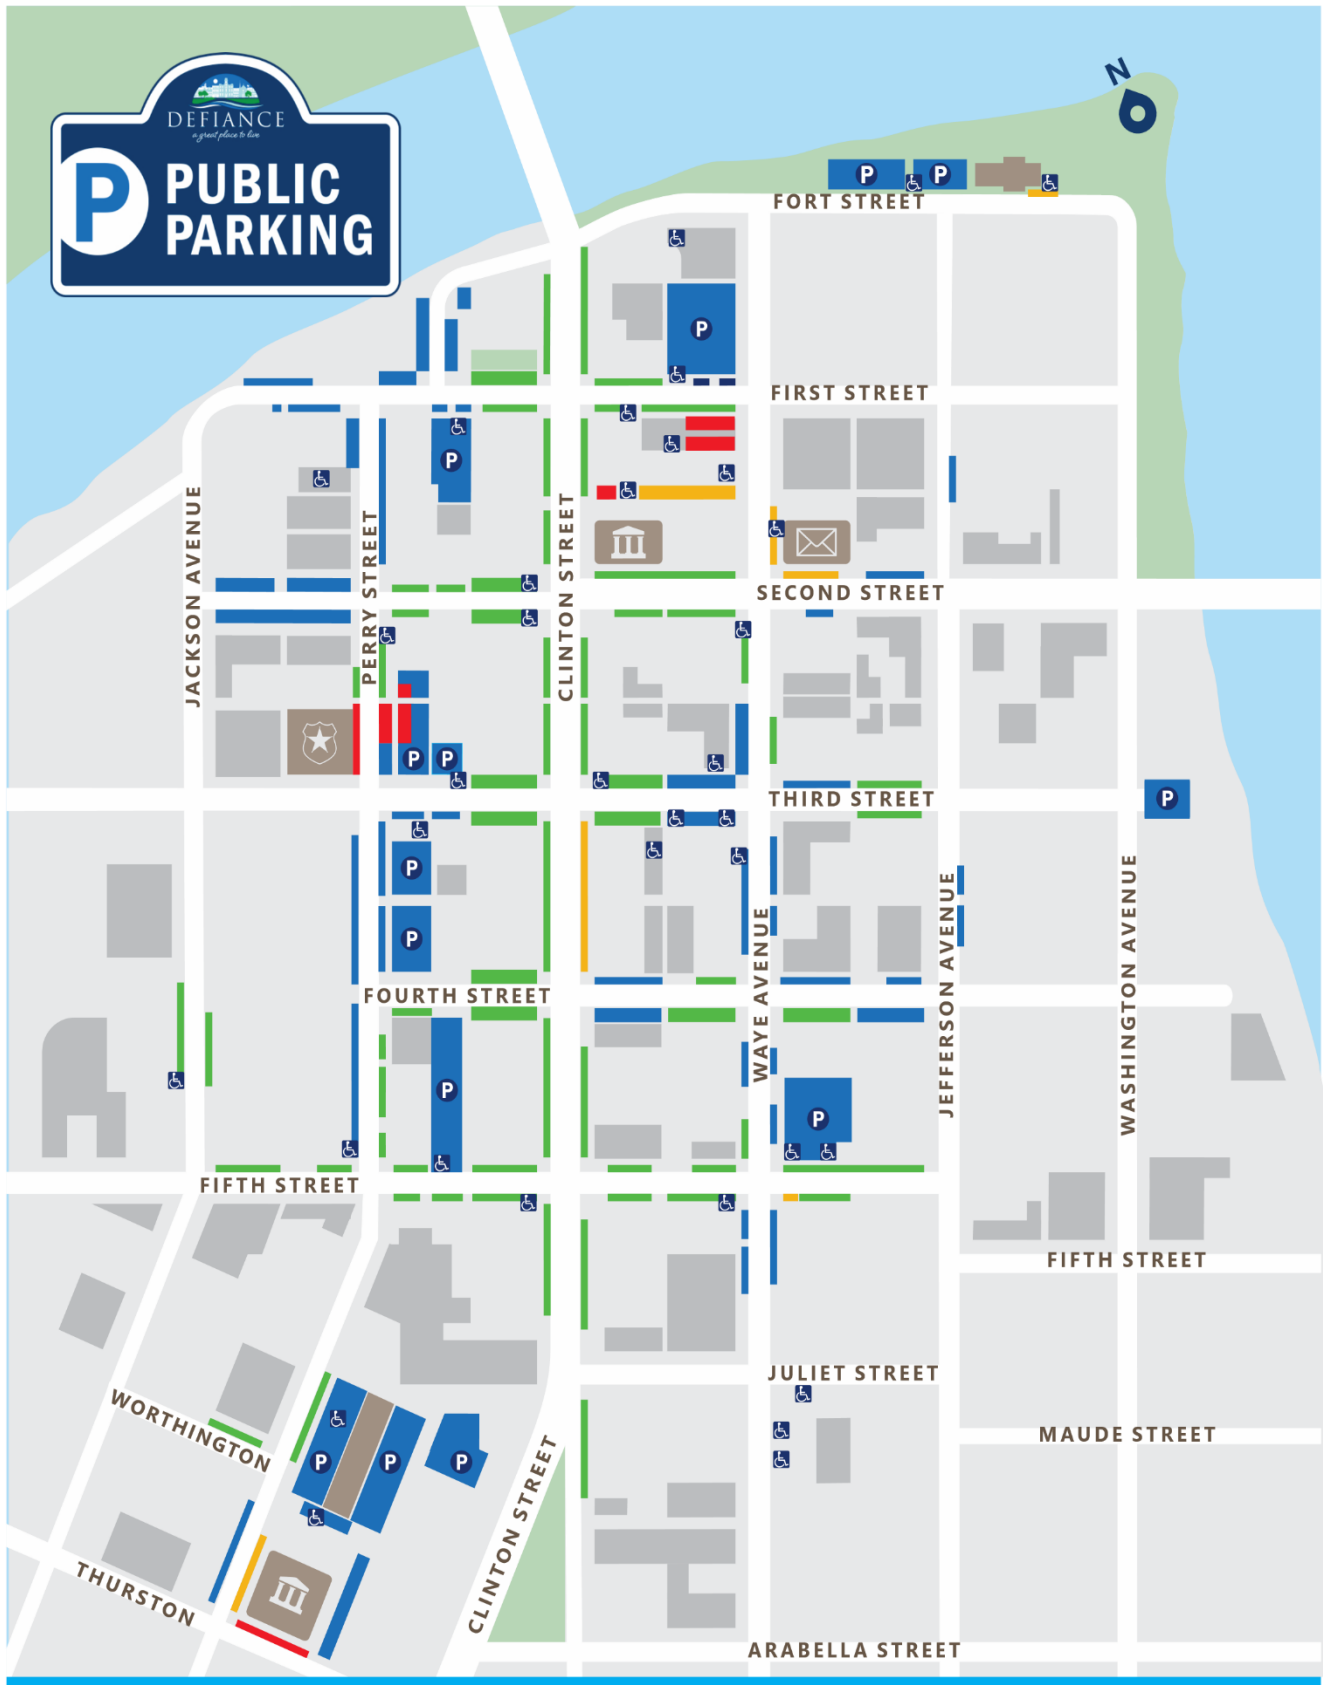 N
DEFIANCE
a great place to live
P PUBLIC
PARKING
P
P
FORT STREET
P
FIRST STREET
P
JACKSON AVENUE
PERRY STREET
CLINTON STREET
SECOND STREET
P
P
THIRD STREET
P
P
P
WAYE AVENUE
JEFFERSON AVENUE
WASHINGTON AVENUE
FOURTH STREET
P
P
FIFTH STREET
FIFTH STREET
JULIET STREET
WORTHINGTON
MAUDE STREET
P
P
P
CLINTON STREET
THURSTON
ARABELLA STREET